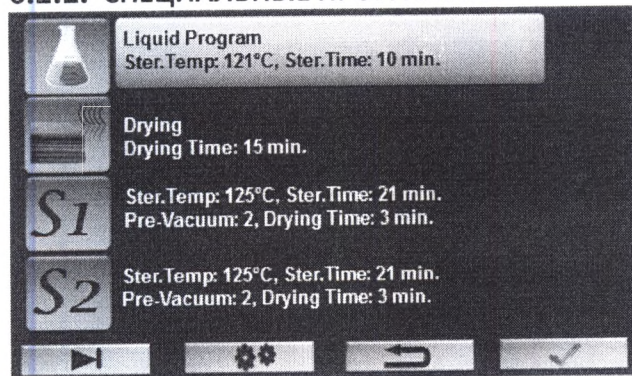 Liquid Program
Ster.Temp: 121°C, Ster.Time: 10 min.
Drying
Drying Time: 15 min.
S1
Ster.Temp: 125°C, Ster.Time: 21 min.
Pre-Vacuum: 2, Drying Time: 3 min.
S2
Ster.Temp: 125°C, Ster.Time: 21 min.
Pre-Vacuum: 2, Drying Time: 3 min.